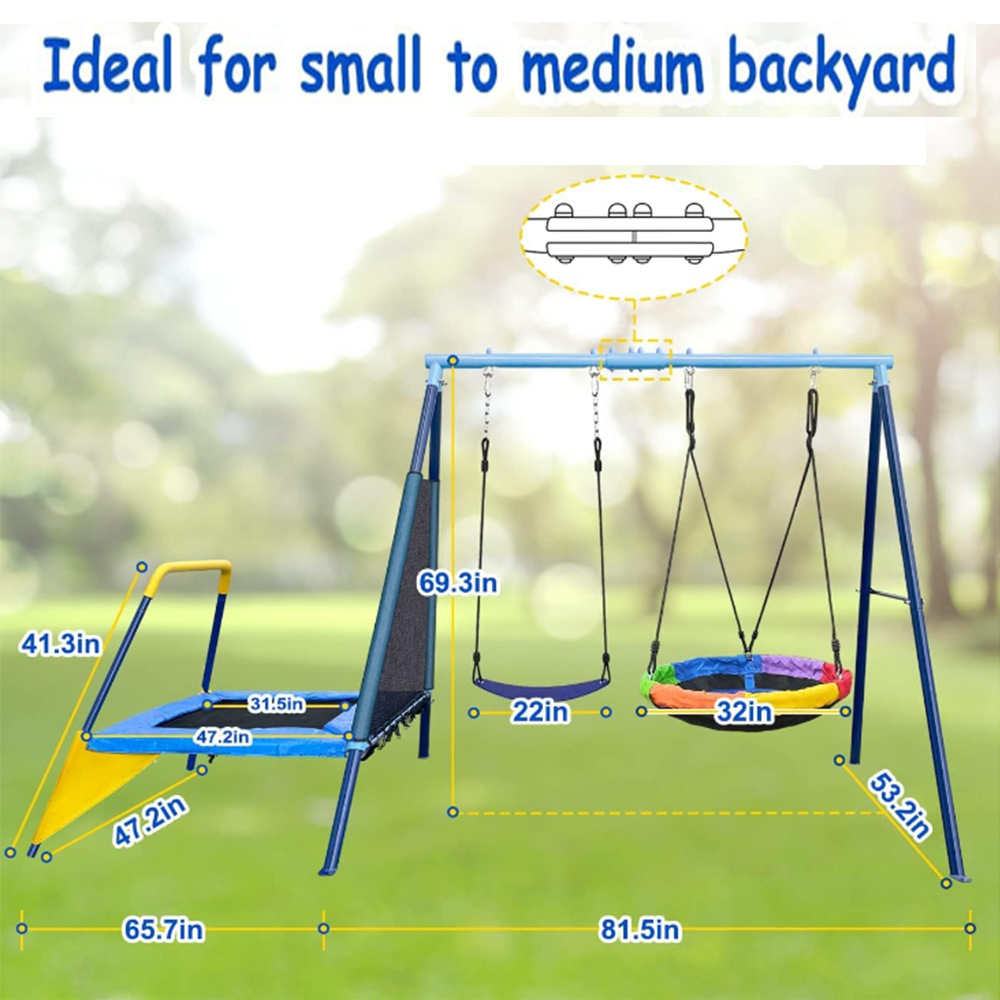 Ideal for small to medium backyard
69.3in
41.3in
31.5in
22in
32in
47.2in
47.2in
53.2in
65.7in
81.5in